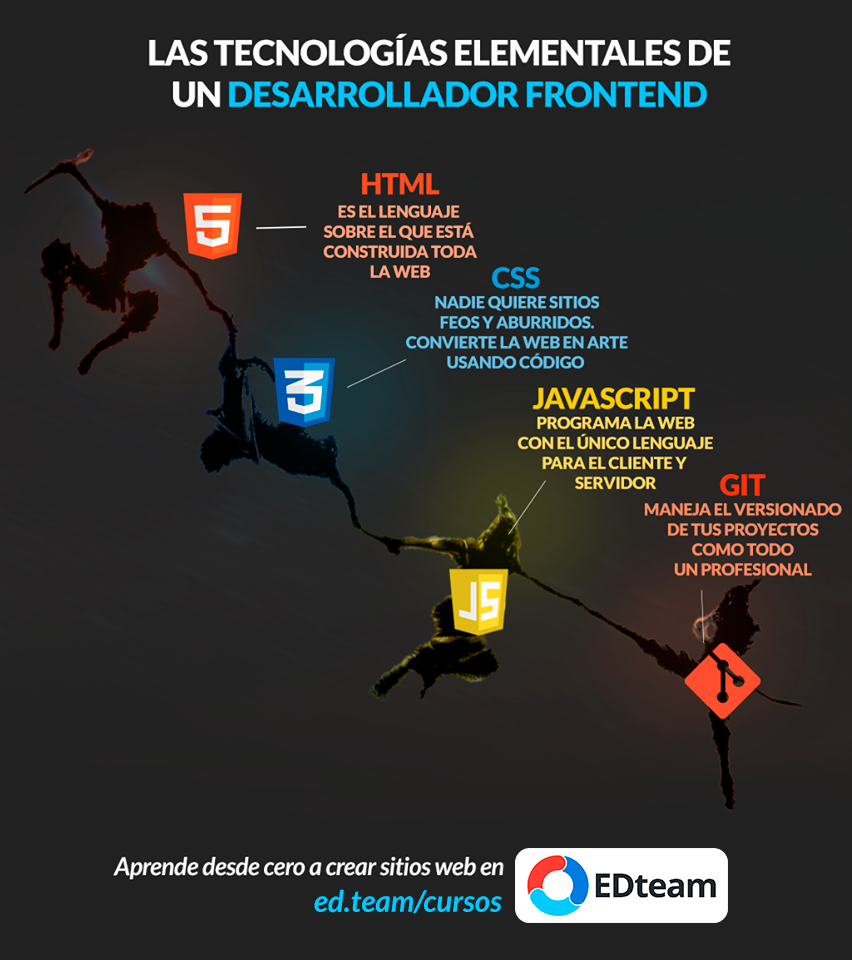 LAS TECNOLOGÍAS ELEMENTALES DE
UN DESARROLLADOR FRONTEND
5
HTML
ES EL LENGUAJE
SOBRE EL QUE ESTÁ
CONSTRUIDA TODA
LA WEB
3
CSS
NADIE QUIERE SITIOS
FEOS Y ABURRIDOS.
CONVIERTE LA WEB EN ARTE
USANDO CÓDIGO
JAVASCRIPT
PROGRAMA LA WEB
CON EL ÚNICO LENGUAJE
PARA EL CLIENTE Y
SERVIDOR
JS
GIT
MANEJA EL VERSIONADO
DE TUS PROYECTOS
COMO TODO
UN PROFESIONAL
Aprende desde cero a crear sitios web en
ed.team/cursos
EDteam